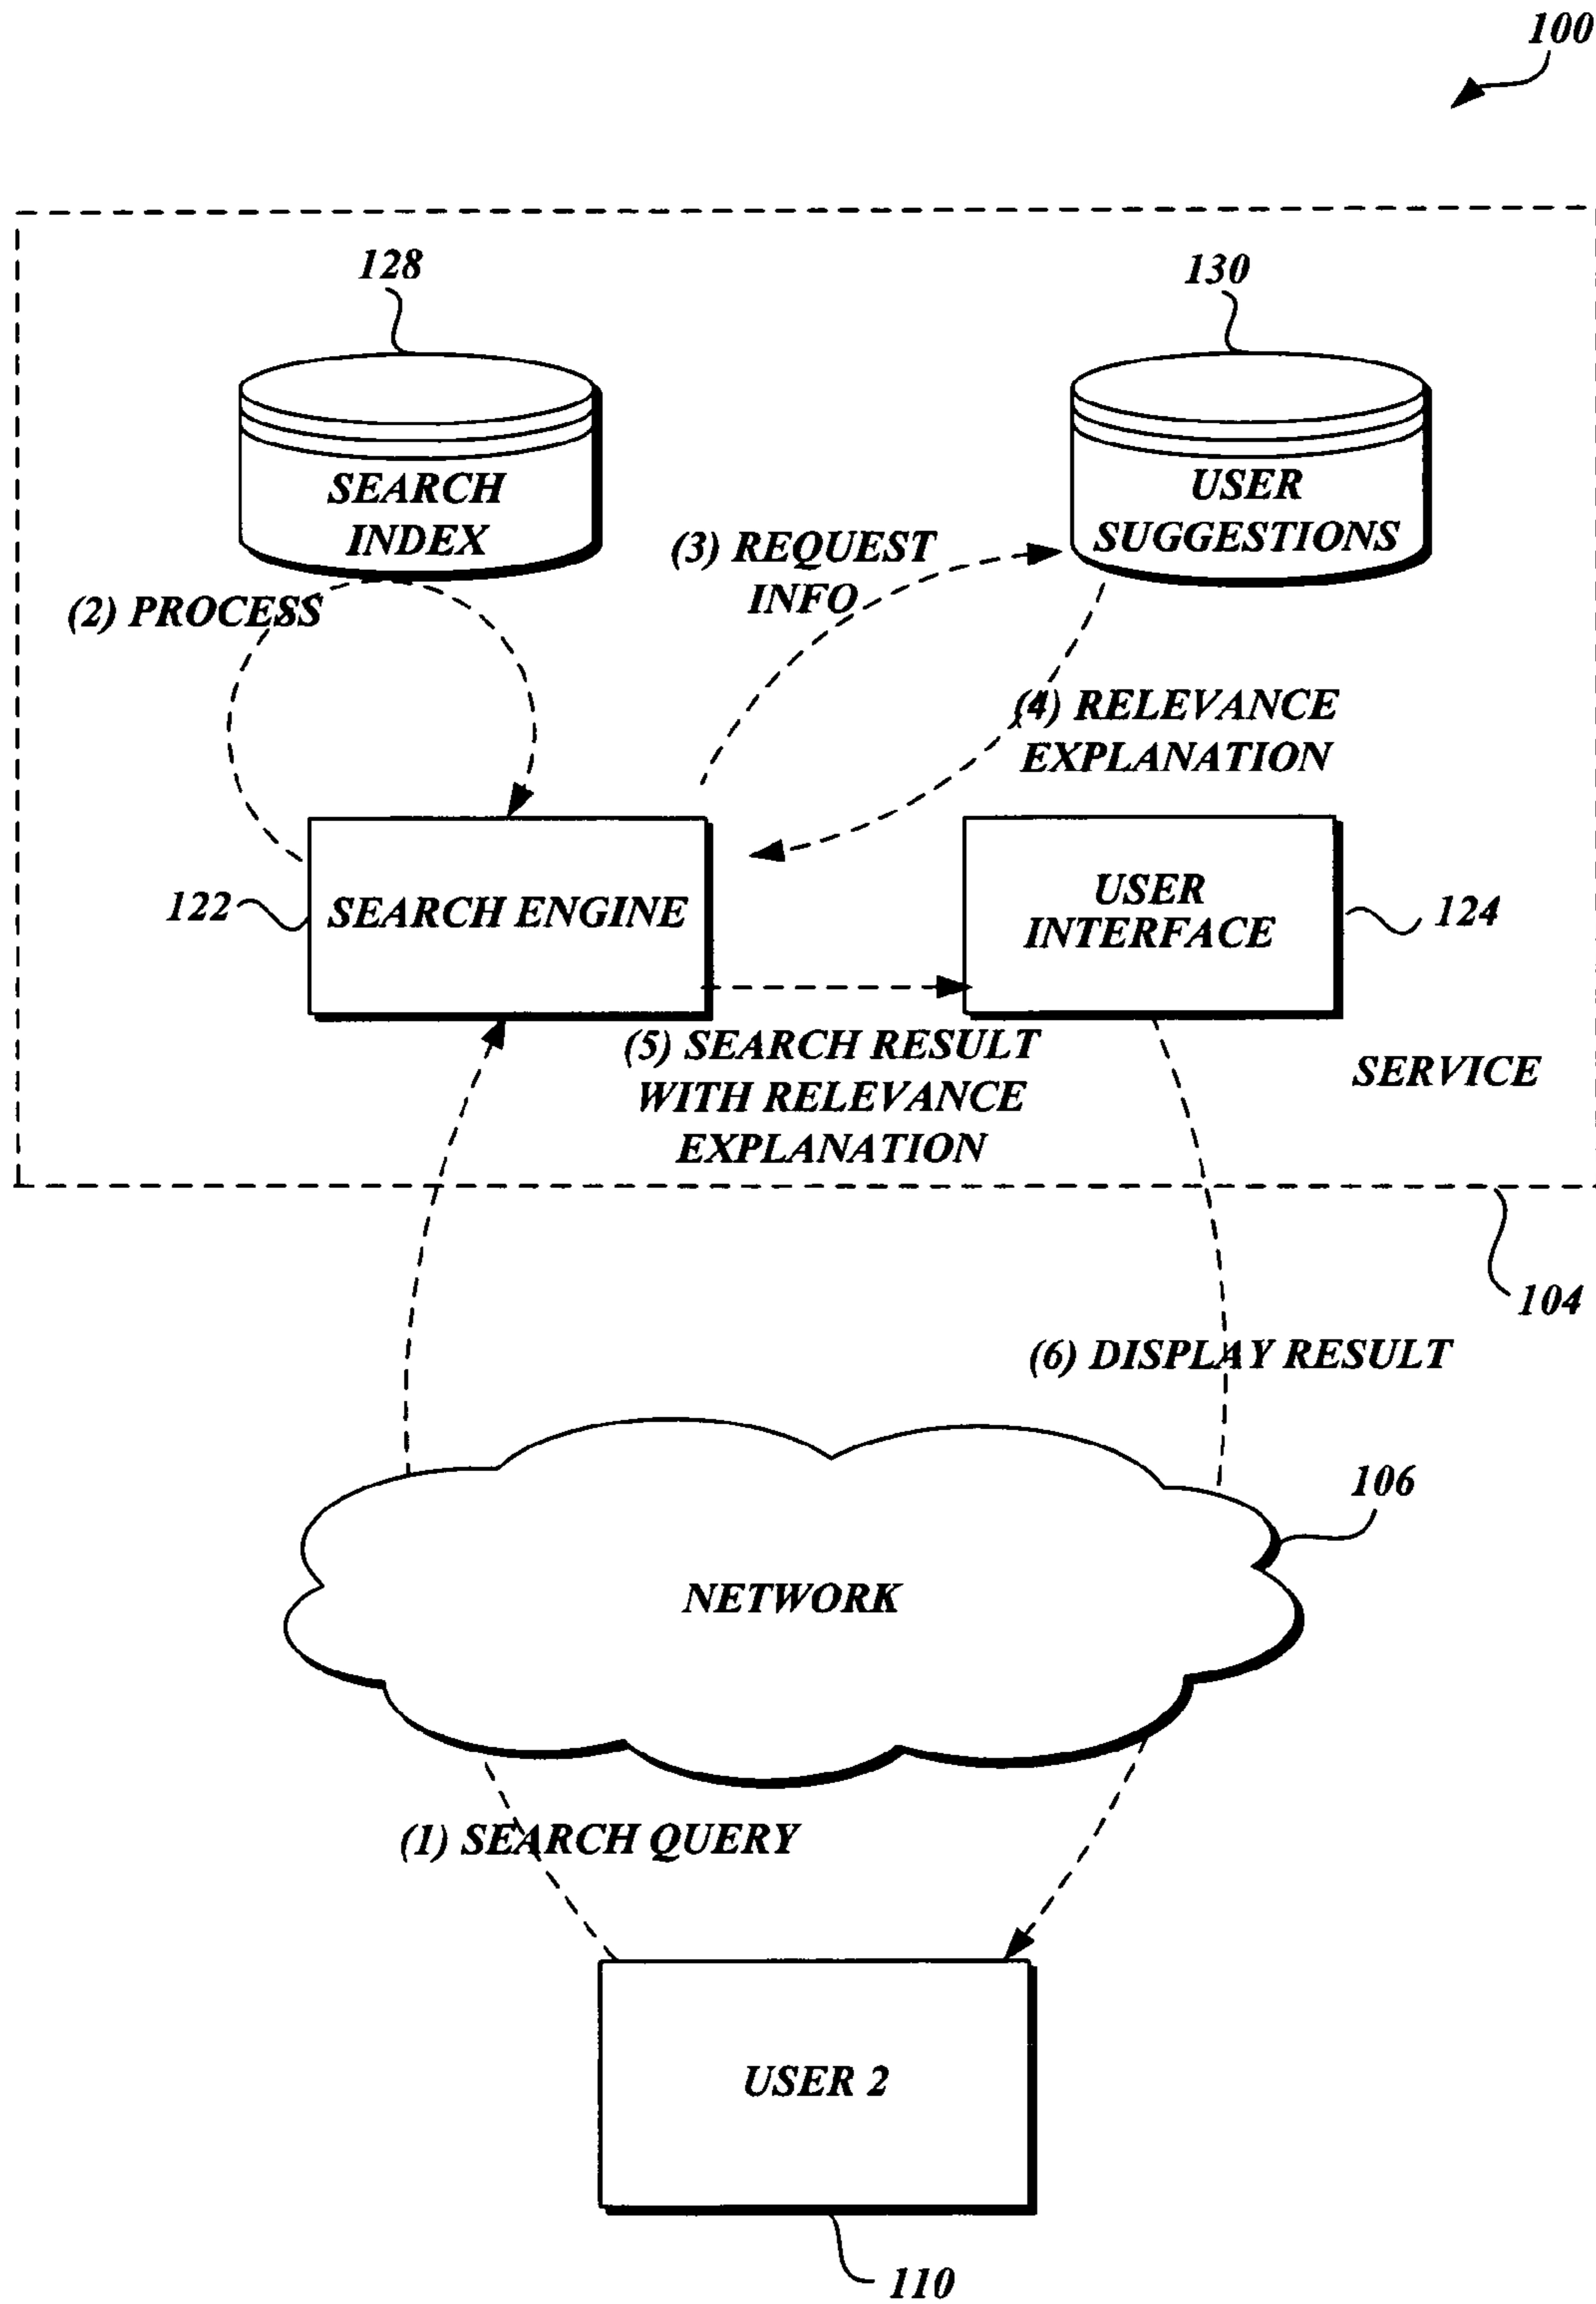 100
128
130
SEARCH
INDEX
USER
SUGGESTIONS
(2) PROCESS
(3) REQUEST
INFO
(4) RELEVANCE
EXPLANATION
122
SEARCH ENGINE
USER
INTERFACE
124
(5) SEARCH RESULT
WITH RELEVANCE
EXPLANATION
SERVICE
104
(6) DISPLAY RESULT
106
NETWORK
(1) SEARCH QUERY
USER 2
110